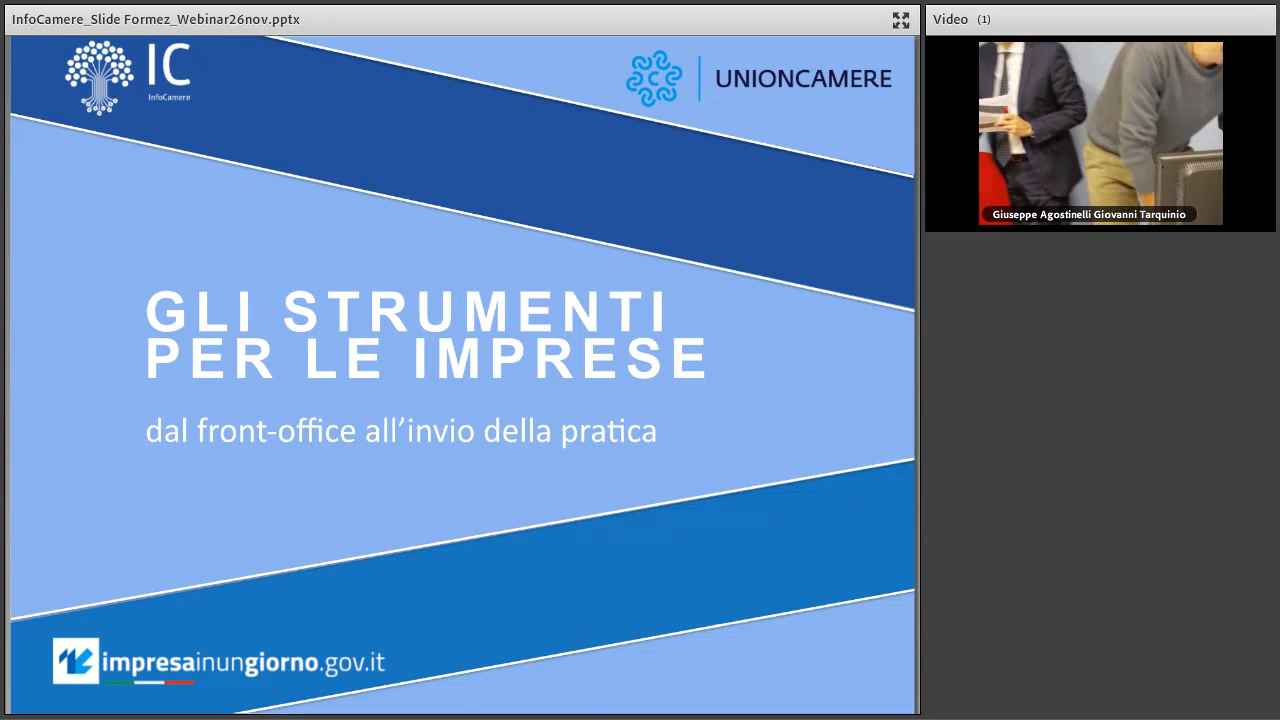 InfoCamere_Slide Formez_Webinar26nov.pptx
Video (1)
IC
InfoCamere
UNIONCAMERE
Giuseppe Agostinelli Giovanni Tarquinio
GLI STRUMENTI
PER LE IMPRESE
dal front-office all’invio della pratica
impresainungiorno.gov.it